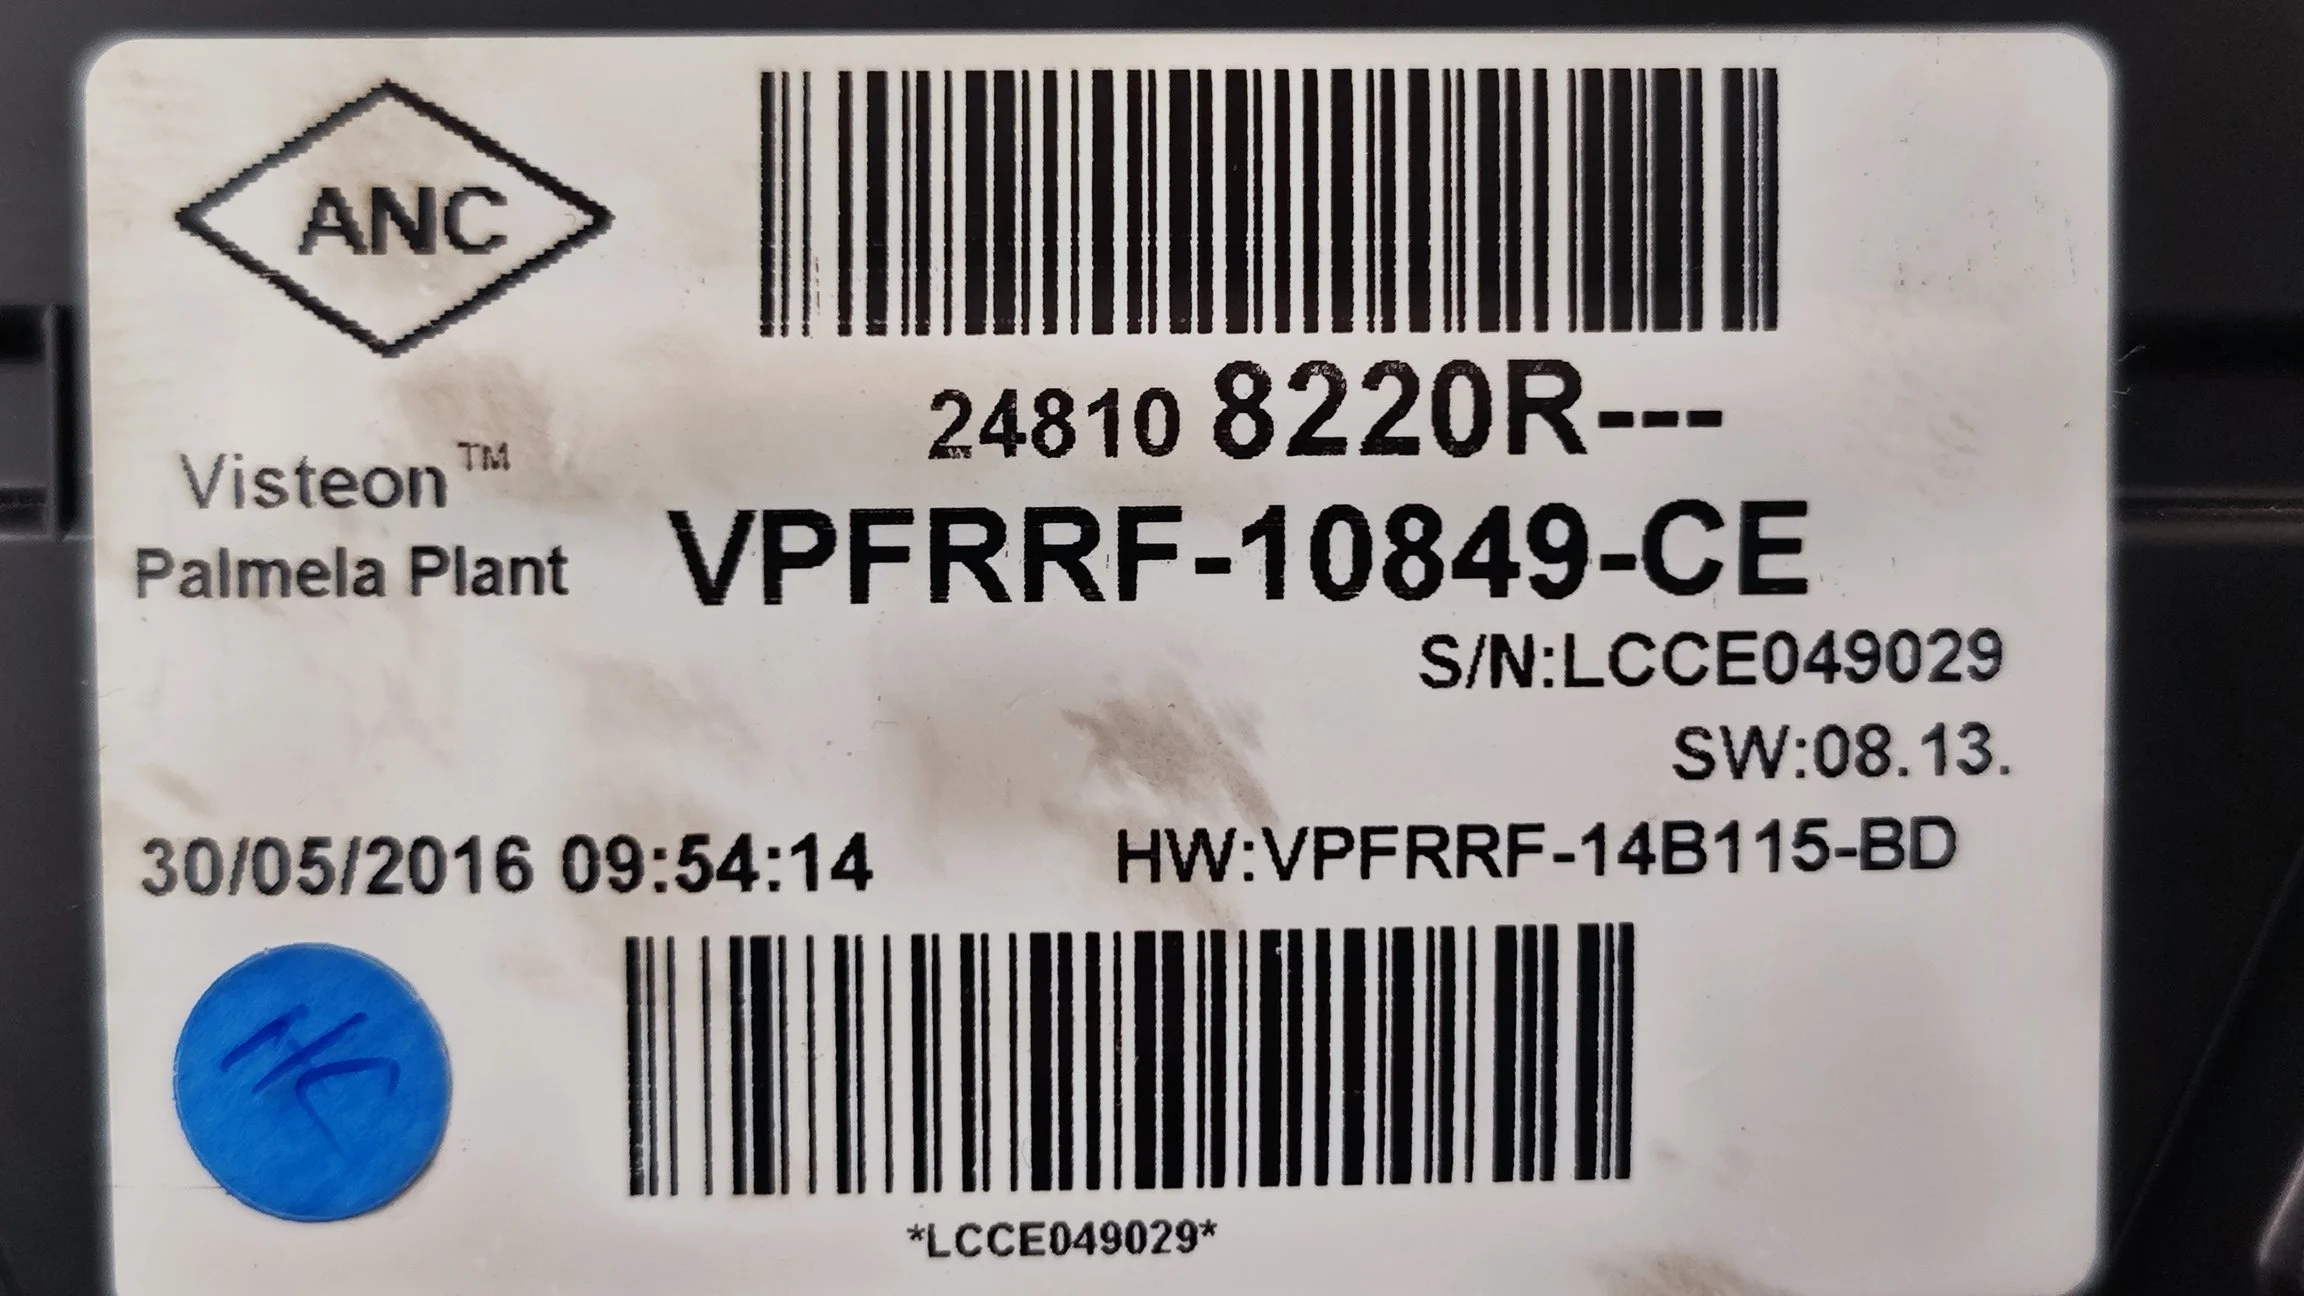 ANC
24810 8220R---
Visteon™
Palmela Plant
VPFRRF-10849-CE
S/N:LCCE049029
SW:08.13.
30/05/2016 09:54:14
HW:VPFRRF-14B115-BD
*LCCE049029*